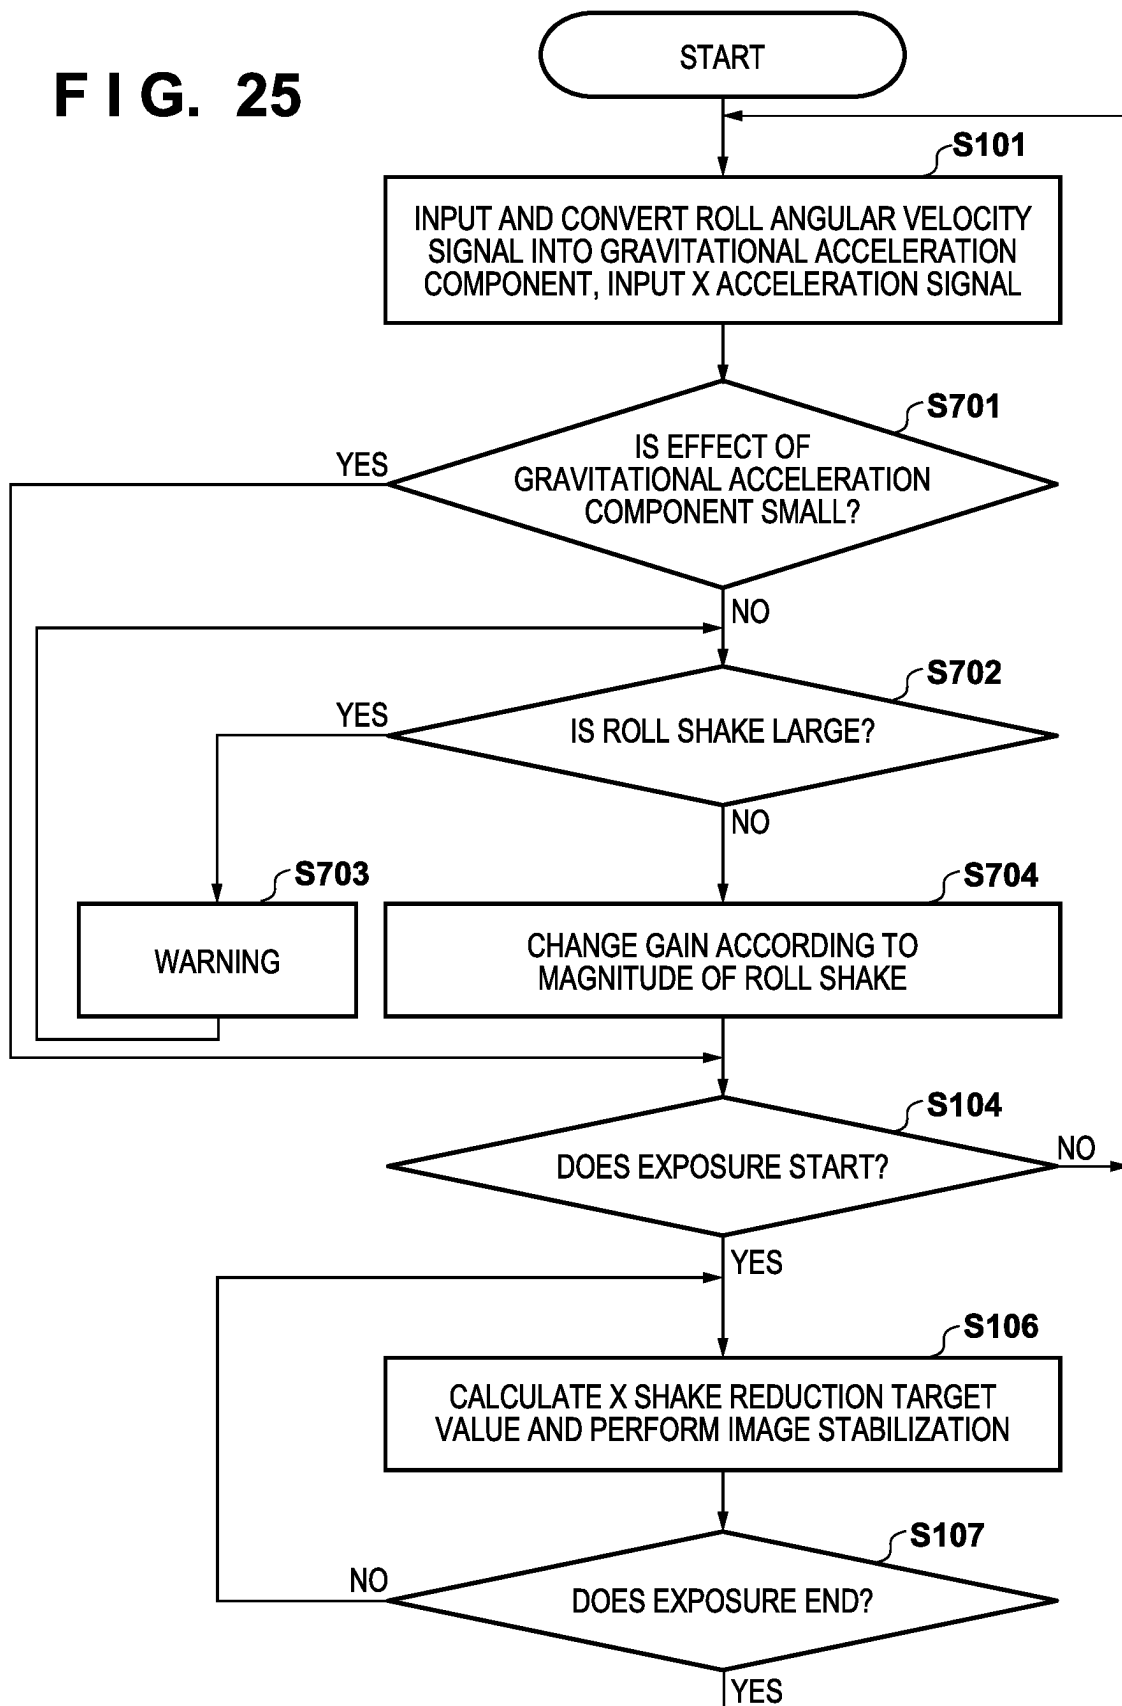 FIG. 25
START
S101
INPUT AND CONVERT ROLL ANGULAR VELOCITY
SIGNAL INTO GRAVITATIONAL ACCELERATION
COMPONENT, INPUT X ACCELERATION SIGNAL
S701
IS EFFECT OF
GRAVITATIONAL ACCELERATION
COMPONENT SMALL?
YES
NO
S702
IS ROLL SHAKE LARGE?
YES
NO
S703
WARNING
S704
CHANGE GAIN ACCORDING TO
MAGNITUDE OF ROLL SHAKE
S104
DOES EXPOSURE START?
NO
YES
S106
CALCULATE X SHAKE REDUCTION TARGET
VALUE AND PERFORM IMAGE STABILIZATION
S107
DOES EXPOSURE END?
NO
YES